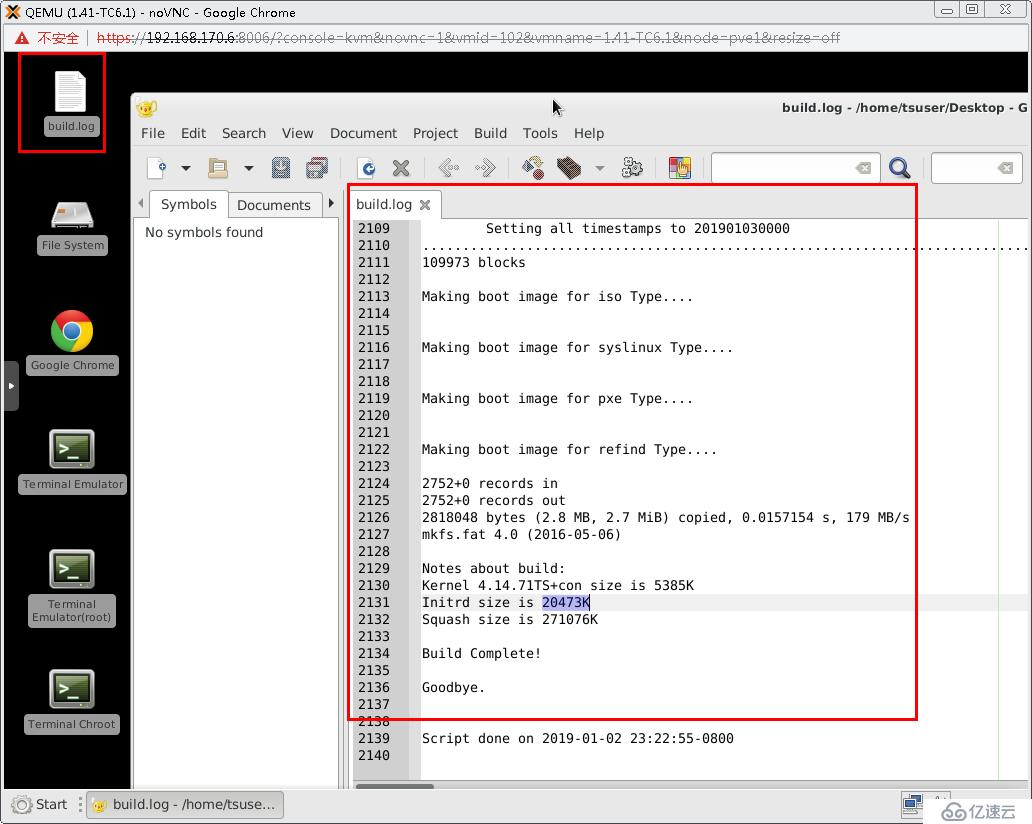 QEMU (1.41-TC6.1) - noVNC - Google Chrome
不安全 https://192.168.170.6:8006/?console=kvm&novnc=1&vmid=102&vmname=1.41-TC6.1&node=pve1&resize=off
build.log
File System
Google Chrome
Terminal Emulator
Terminal
Emulator(root)
Terminal Chroot
build.log - /home/tsuser/Desktop - G
File Edit Search View Document Project Build Tools Help
Symbols Documents
No symbols found
build.log
2109 Setting all timestamps to 201901030000
2110 ................................................................................
2111 109973 blocks
2112
2113 Making boot image for iso Type....
2114
2115
2116 Making boot image for syslinux Type....
2117
2118
2119 Making boot image for pxe Type....
2120
2121
2122 Making boot image for refind Type....
2123
2124 2752+0 records in
2125 2752+0 records out
2126 2818048 bytes (2.8 MB, 2.7 MiB) copied, 0.0157154 s, 179 MB/s
2127 mkfs.fat 4.0 (2016-05-06)
2128
2129 Notes about build:
2130 Kernel 4.14.71TS+con size is 5385K
2131 Initrd size is 20473K
2132 Squash size is 271076K
2133
2134 Build Complete!
2135
2136 Goodbye.
2137
2138
2139 Script done on 2019-01-02 23:22:55-0800
2140
Start build.log - /home/tsuse...
亿速云